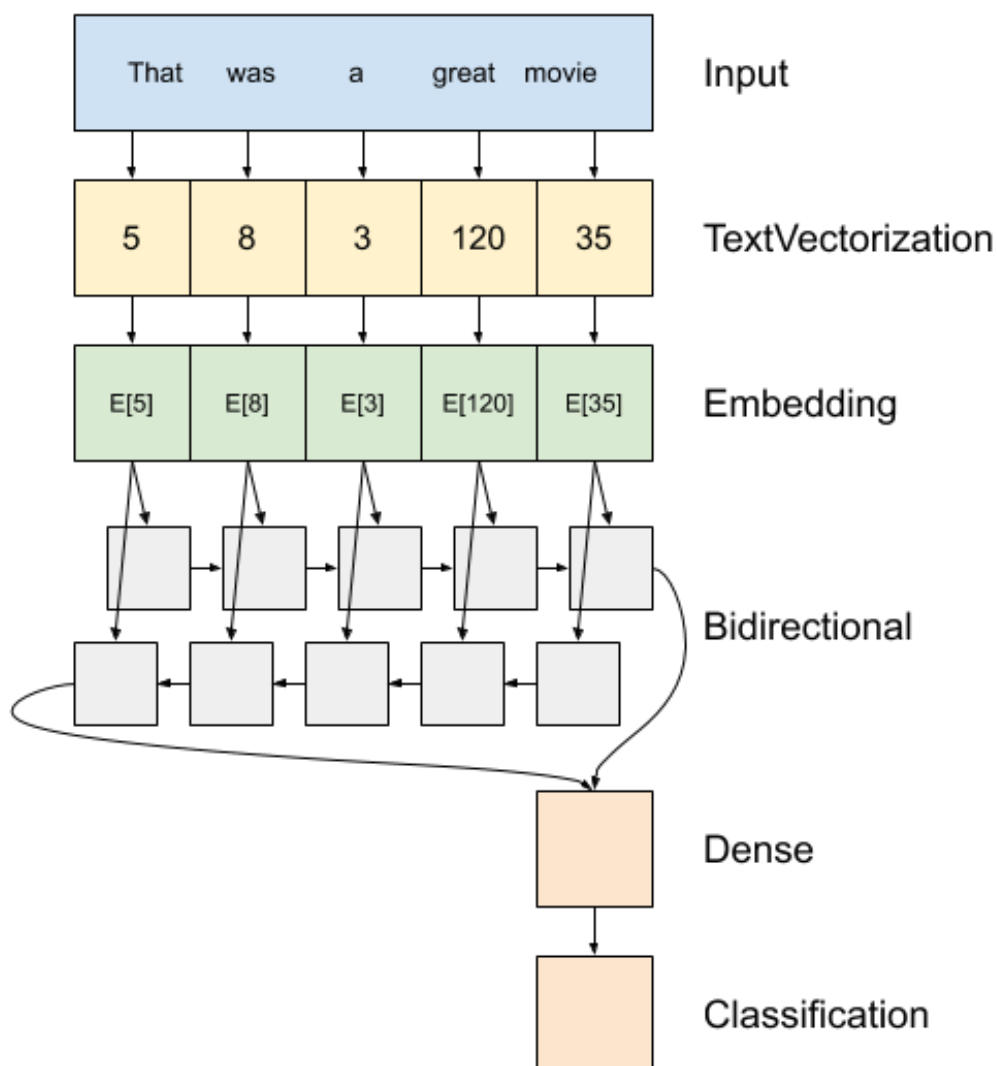 That was a great movie Input
5 8 3 120 35 TextVectorization
E[5] E[8] E[3] E[120] E[35] Embedding
Bidirectional
Dense
Classification